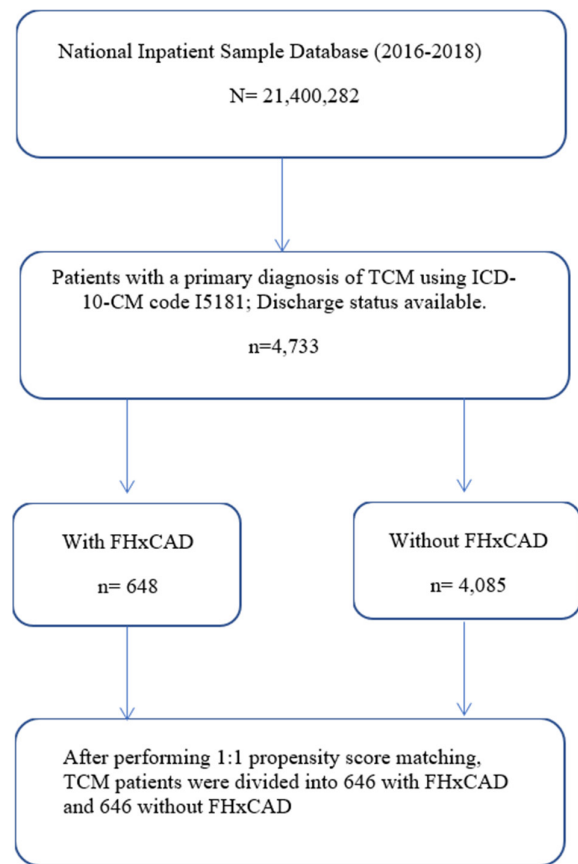 National Inpatient Sample Database (2016-2018)
N= 21,400,282
Patients with a primary diagnosis of TCM using ICD-
10-CM code I5181; Discharge status available.
n=4,733
With FHxCAD
n= 648
Without FHxCAD
n= 4,085
After performing 1:1 propensity score matching,
TCM patients were divided into 646 with FHxCAD
and 646 without FHxCAD